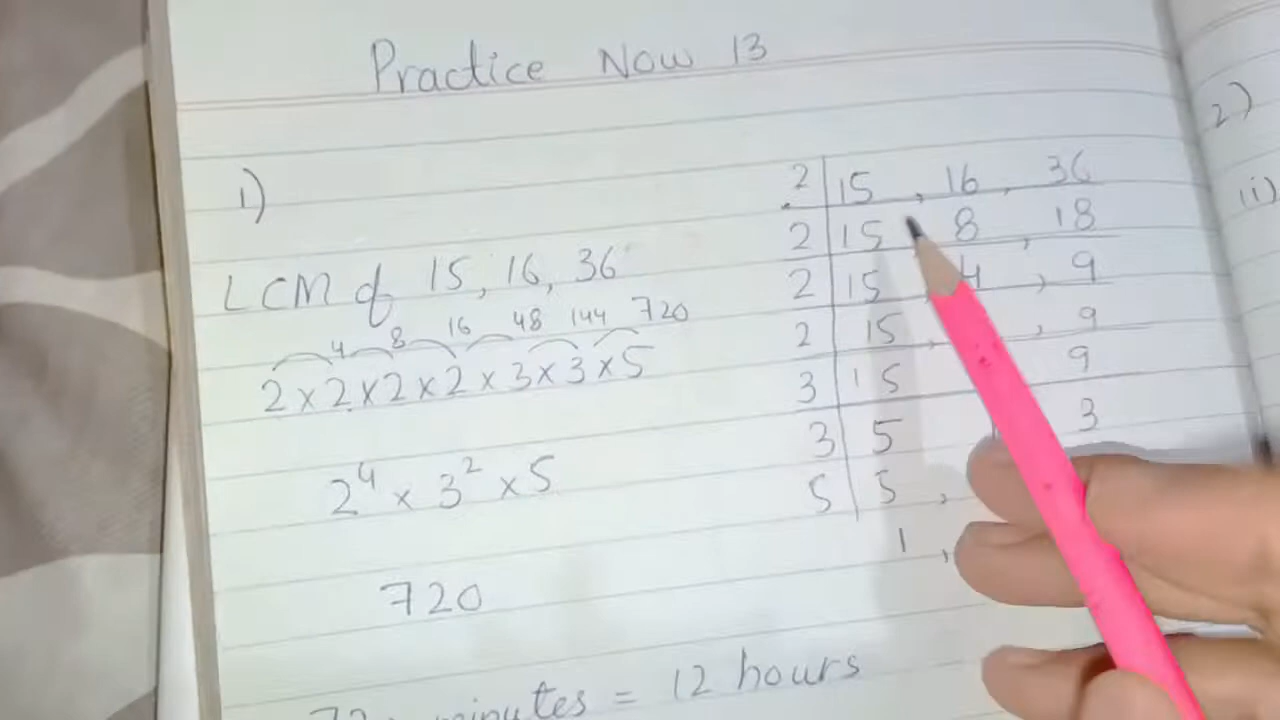 Practice Now 13
1)
LCM of 15, 16, 36
4 8 16 48 144 720
2 × 2 × 2 × 2 × 3 × 3 × 5
2⁴ × 3² × 5
720
minutes = 12 hours
2 | 15 , 16 , 36
2 | 15 8 , 18
2 | 15 , 4 , 9
2 | 15 , , 9
3 | 15 9
3 | 5 3
5 | 5 ,
1 ,
2)
(ii)